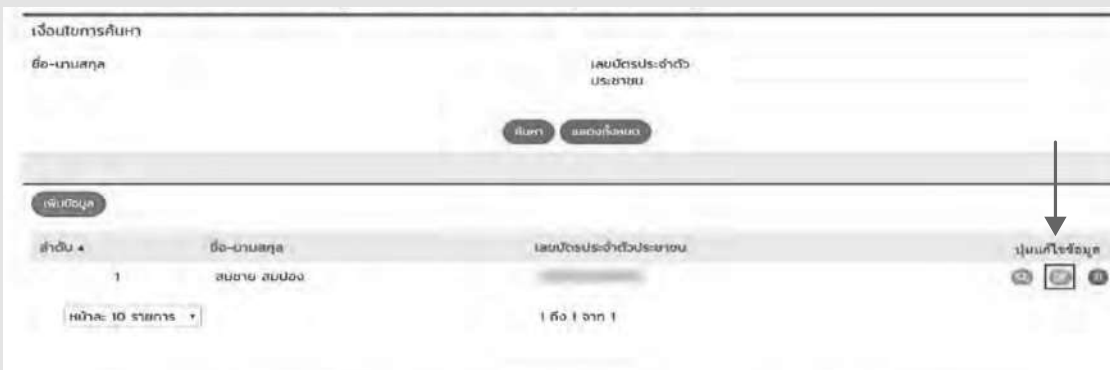 เงื่อนไขการค้นหา
ชื่อ-นามสกุล
เลขบัตรประจำตัว
ประชาชน
ค้นหา แสดงทั้งหมด
เพิ่มข้อมูล
ลำดับ ▲ ชื่อ-นามสกุล เลขบัตรประจำตัวประชาชน ปุ่มแก้ไขข้อมูล
1 สมชาย สมปอง
หน้าละ 10 รายการ 1 ถึง 1 จาก 1